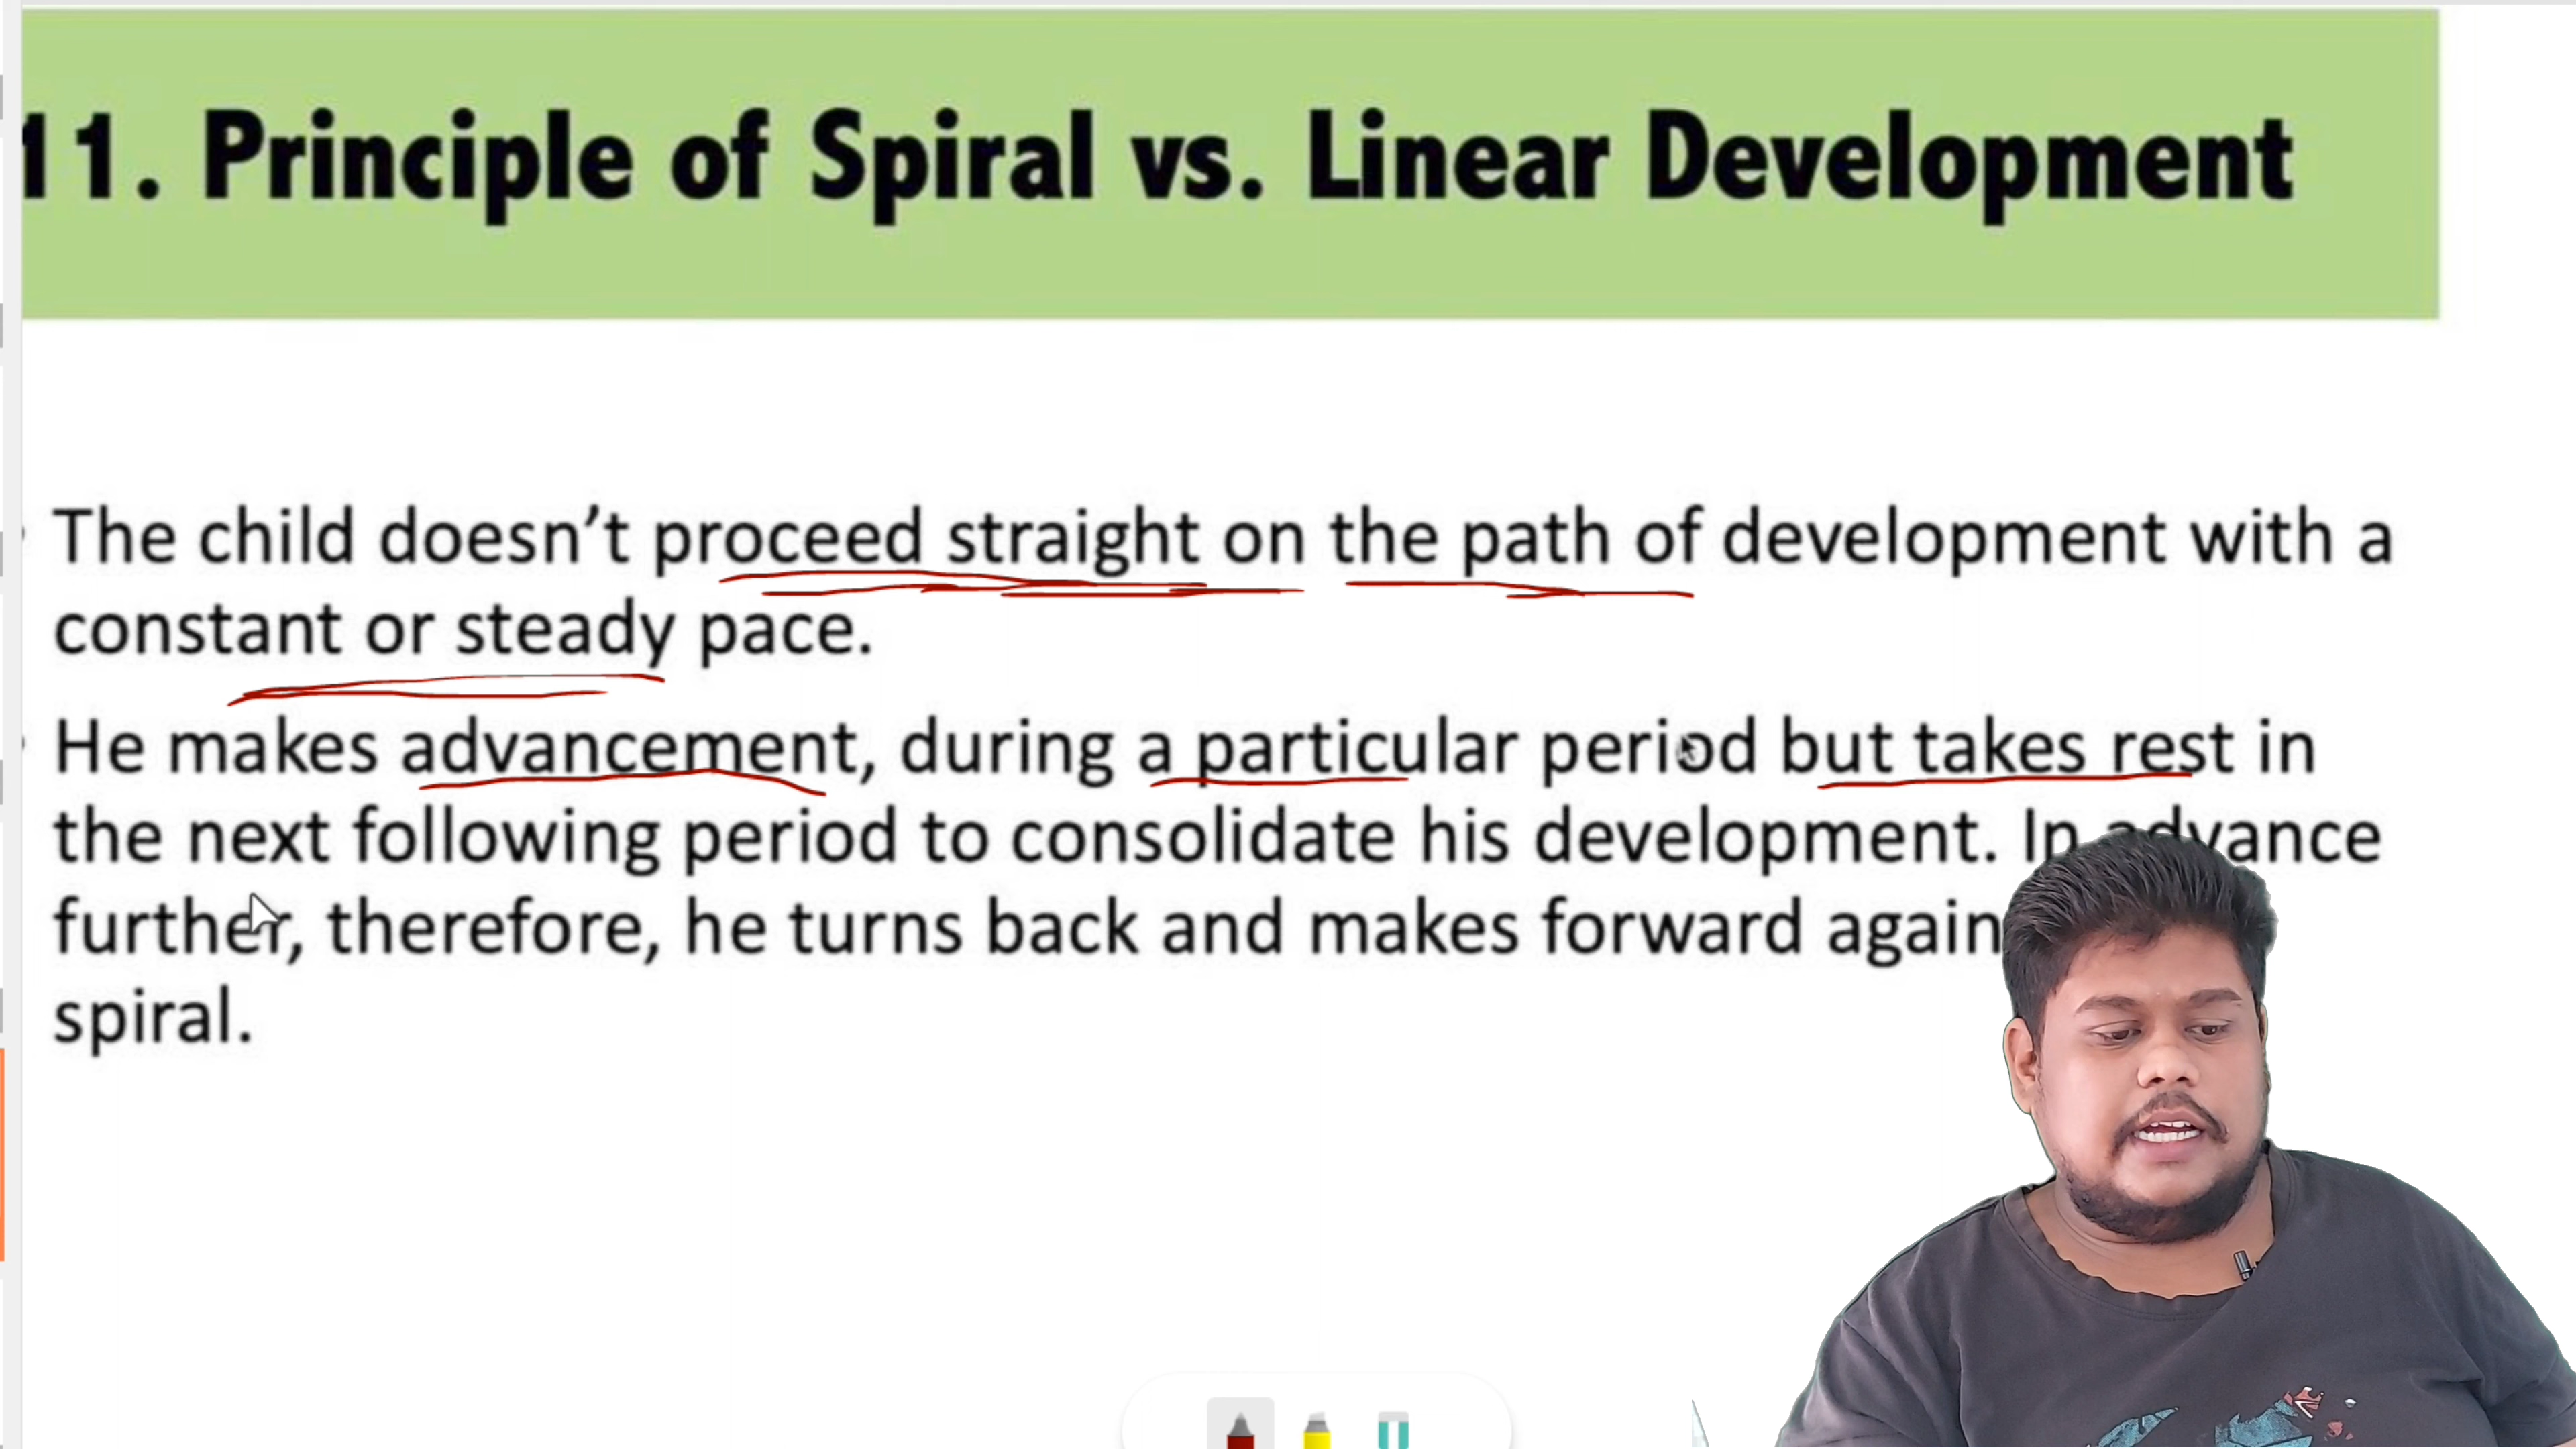 11. Principle of Spiral vs. Linear Development
The child doesn’t proceed straight on the path of development with a
constant or steady pace.
He makes advancement, during a particular period but takes rest in
the next following period to consolidate his development. In advance
further, therefore, he turns back and makes forward again
spiral.